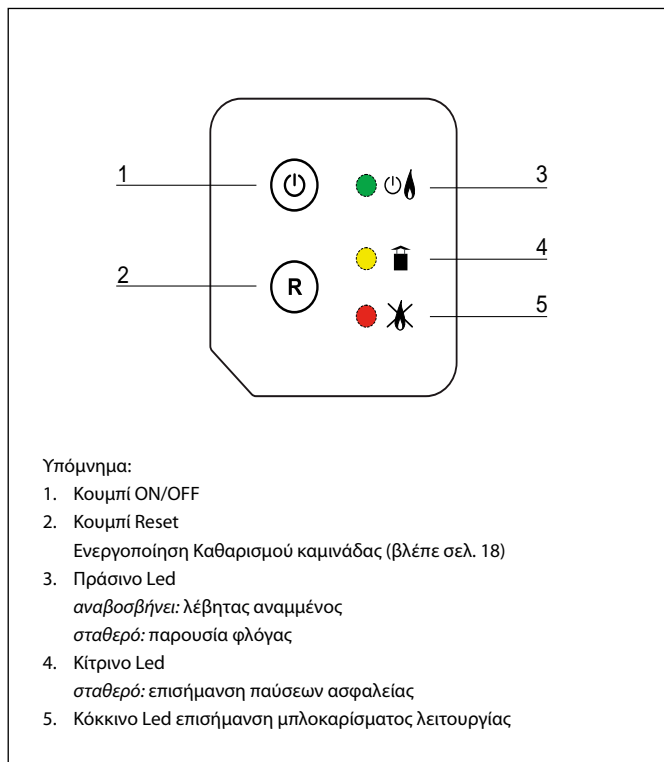 1
3
4
2
R
5
Υπόμνημα:
1. Κουμπί ON/OFF
2. Κουμπί Reset
Ενεργοποίηση Καθαρισμού καμινάδας (βλέπε σελ. 18)
3. Πράσινο Led
αναβοσβήνει: λέβητας αναμμένος
σταθερό: παρουσία φλόγας
4. Κίτρινο Led
σταθερό: επισήμανση παύσεων ασφαλείας
5. Κόκκινο Led επισήμανση μπλοκαρίσματος λειτουργίας